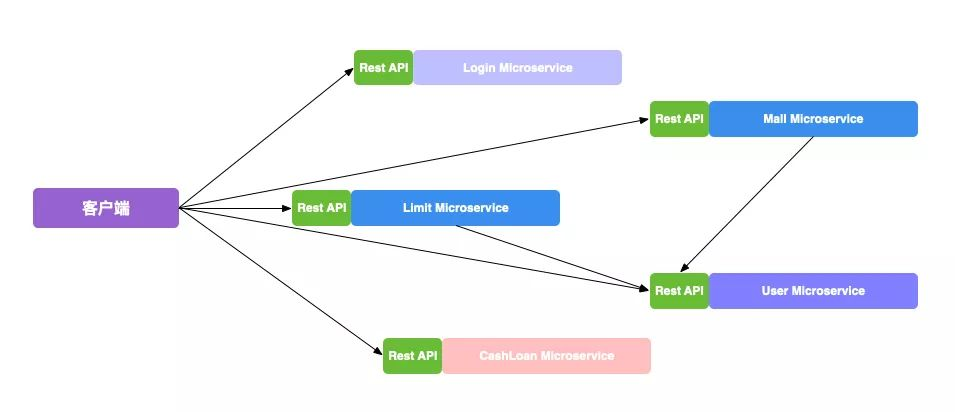 Rest API Login Microservice
Rest API Mall Microservice
客户端
Rest API Limit Microservice
Rest API User Microservice
Rest API CashLoan Microservice